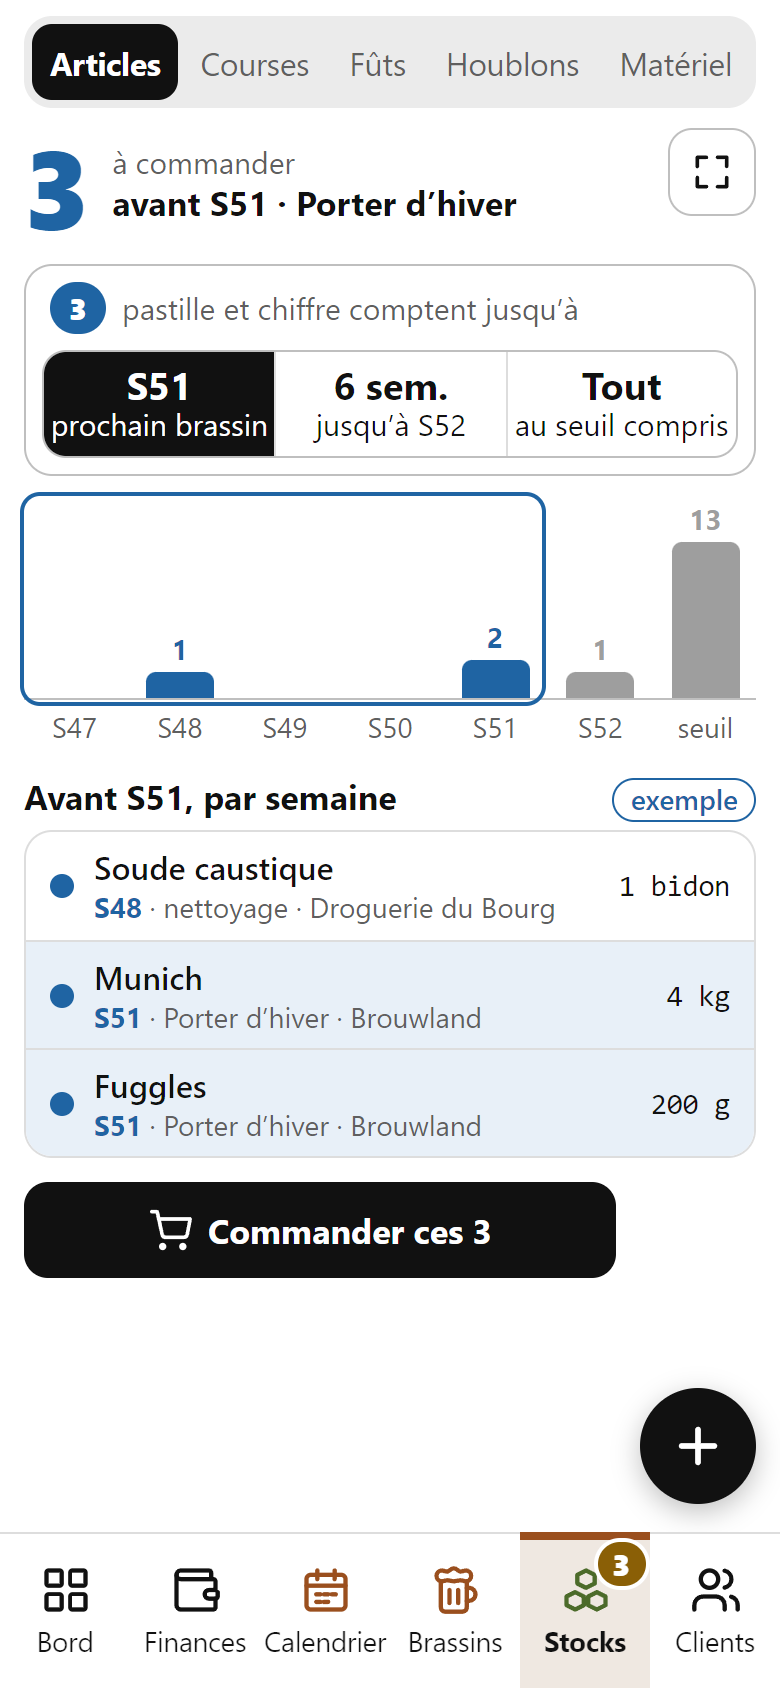 Articles Courses Fûts Houblons Matériel
3
à commander
avant S51 · Porter d’hiver
3 pastille et chiffre comptent jusqu’à
S51 6 sem. Tout
prochain brassin jusqu’à S52 au seuil compris
13
1 2 1
S47 S48 S49 S50 S51 S52 seuil
Avant S51, par semaine exemple
Soude caustique
S48 · nettoyage · Droguerie du Bourg 1 bidon
Munich
S51 · Porter d’hiver · Brouwland 4 kg
Fuggles
S51 · Porter d’hiver · Brouwland 200 g
Commander ces 3
3
Bord Finances Calendrier Brassins Stocks Clients